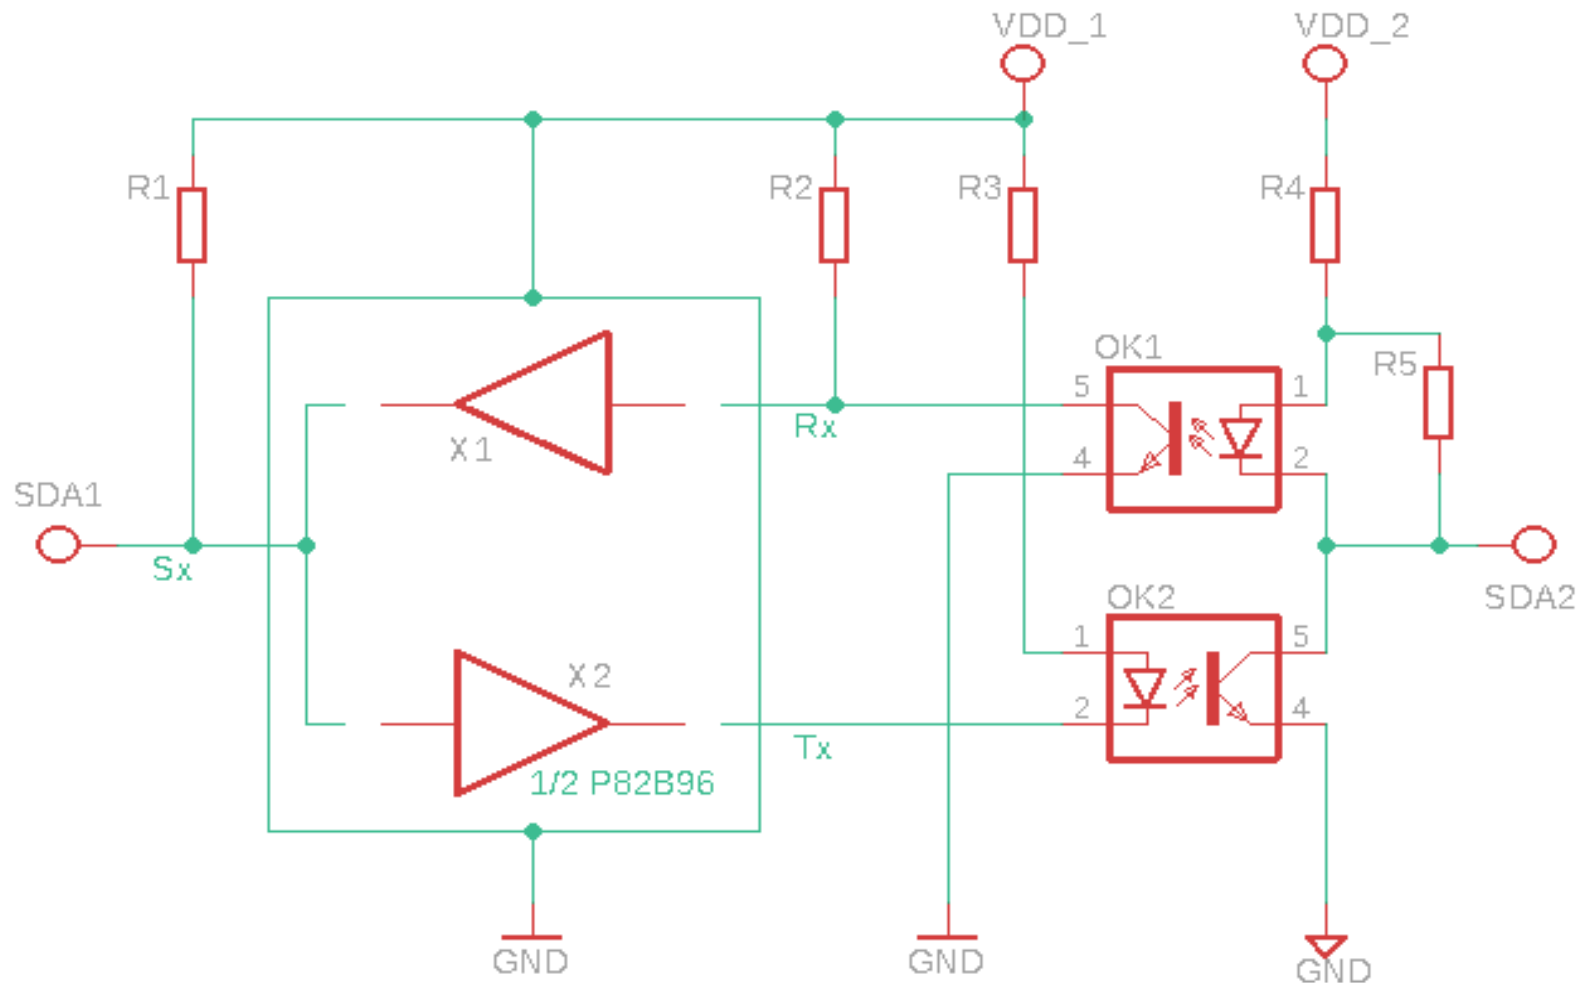 VDD_1
VDD_2
R1
R2
R3
R4
OK1
R5
5
1
Rx
X1
4
2
SDA1
Sx
OK2
SDA2
1
5
X2
2
4
Tx
1/2 P82B96
GND
GND
GND